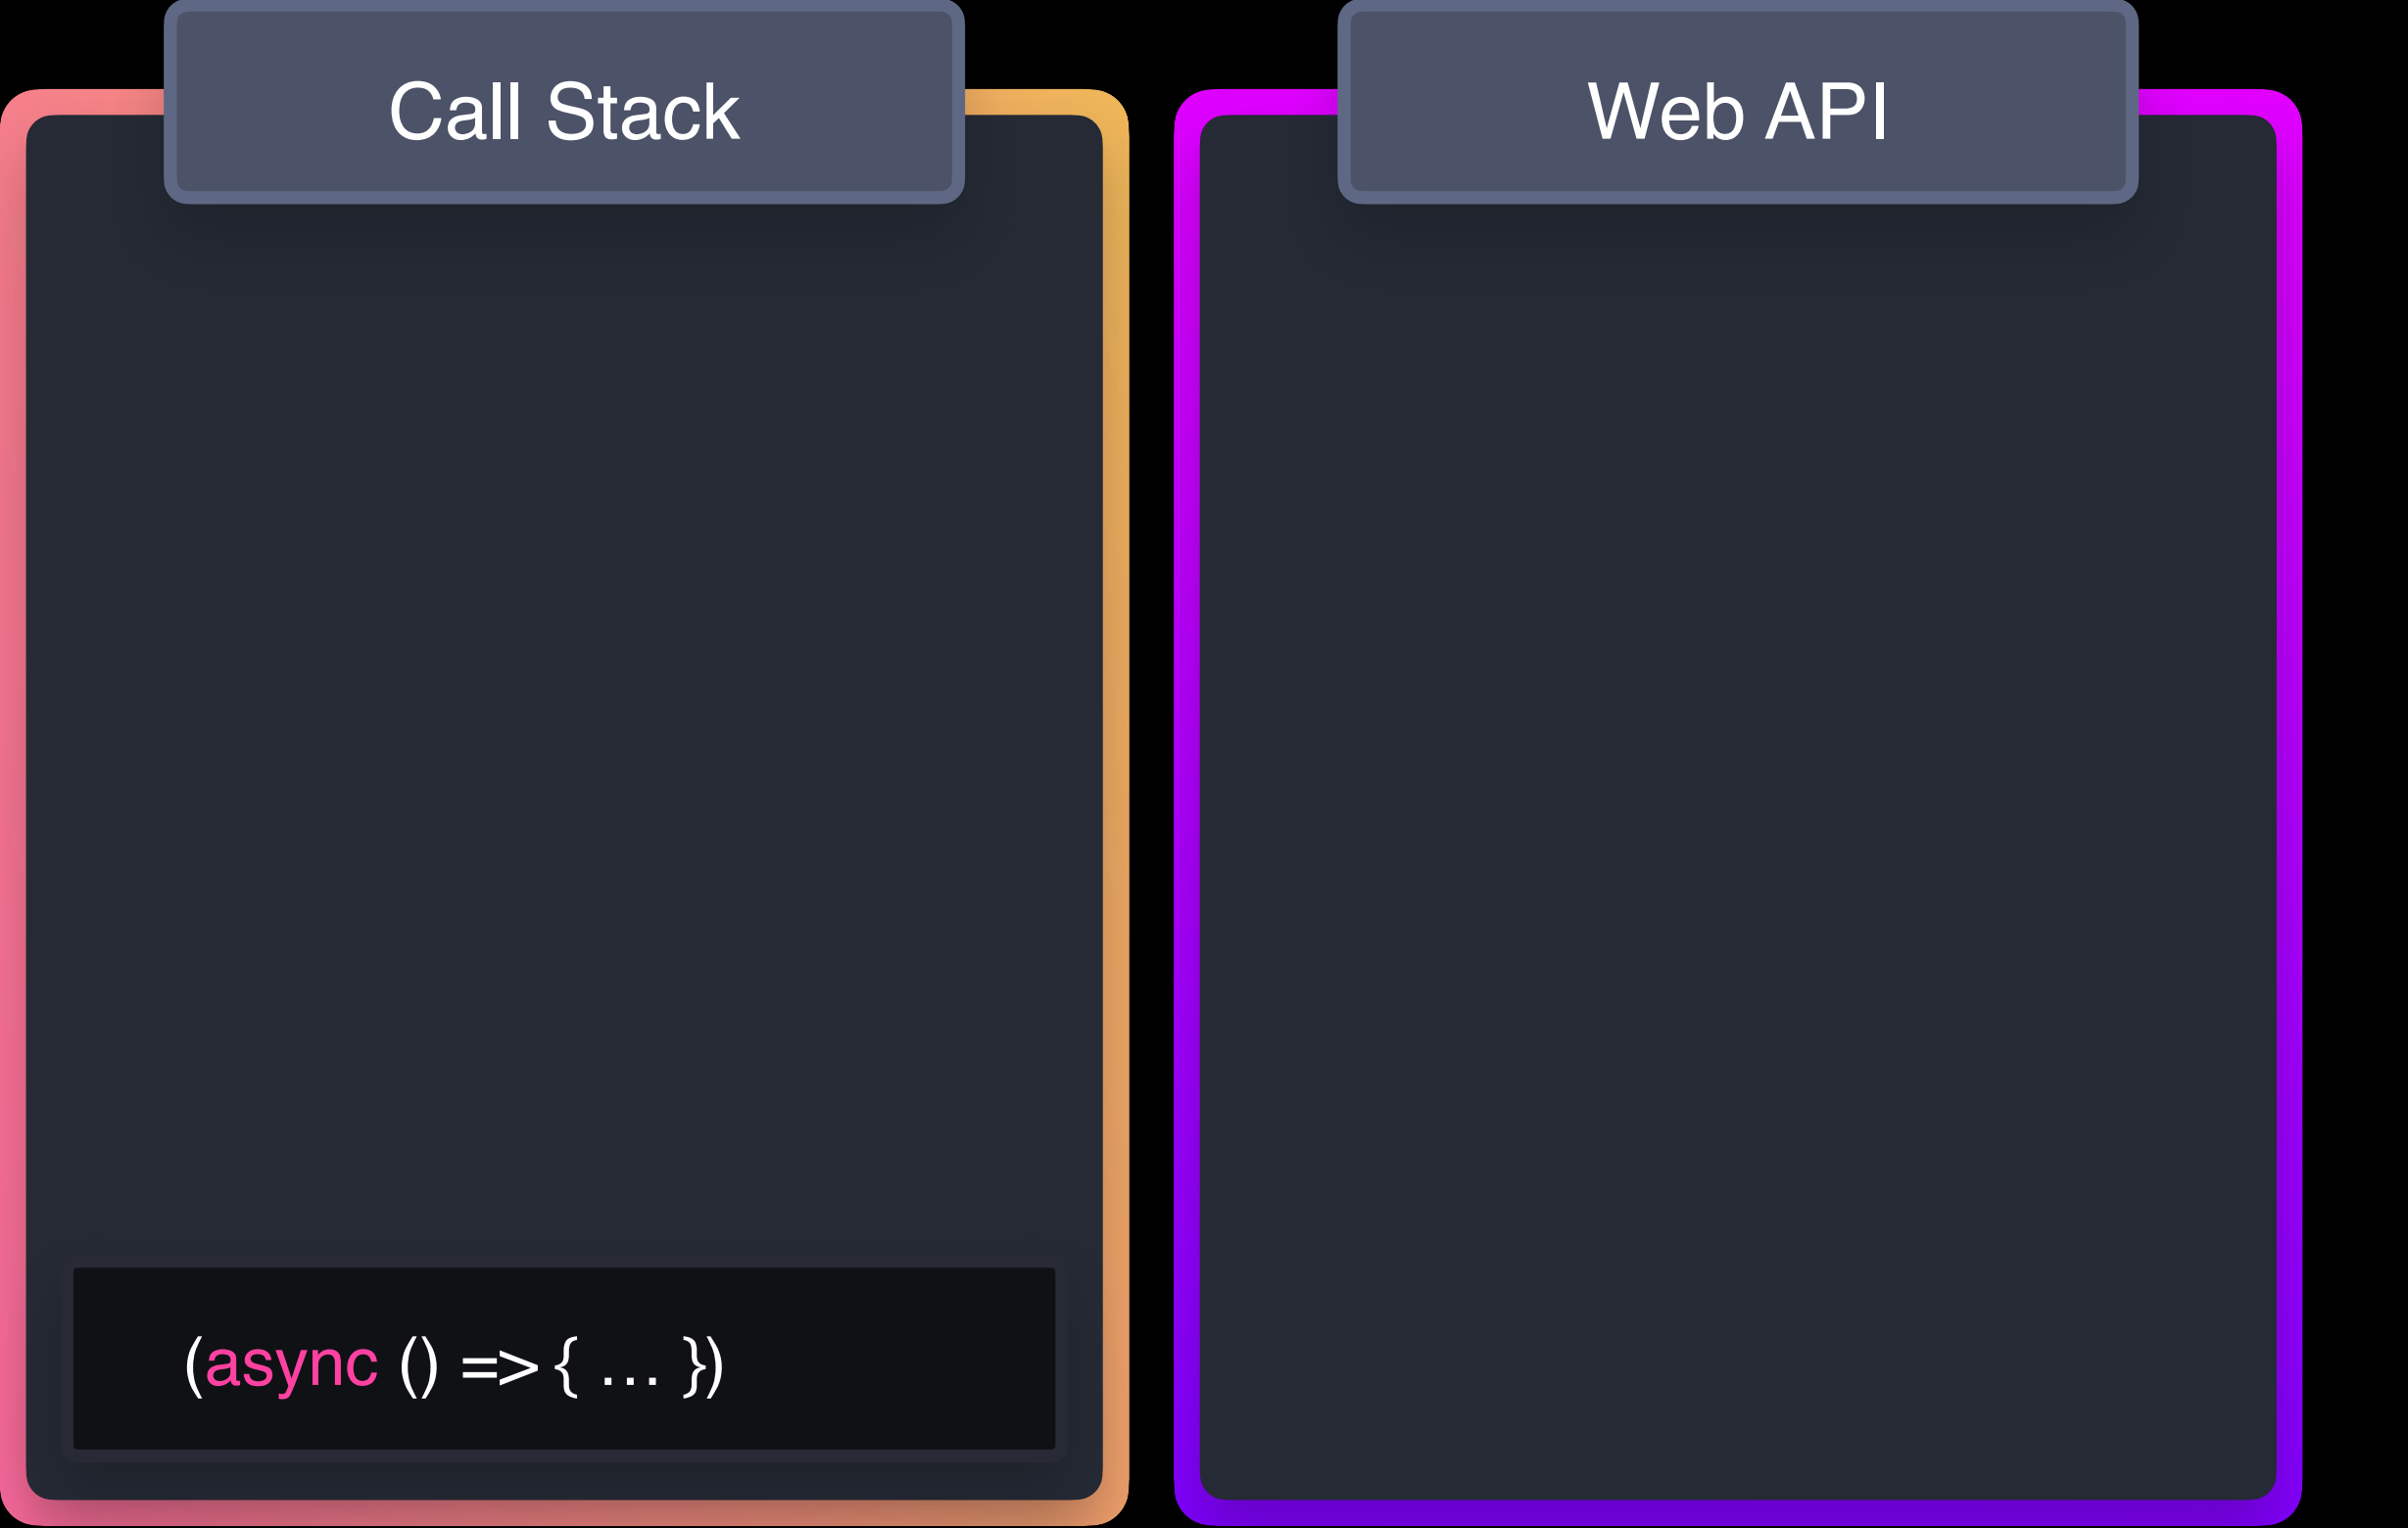 Call Stack
Web API
(async () => { ... })